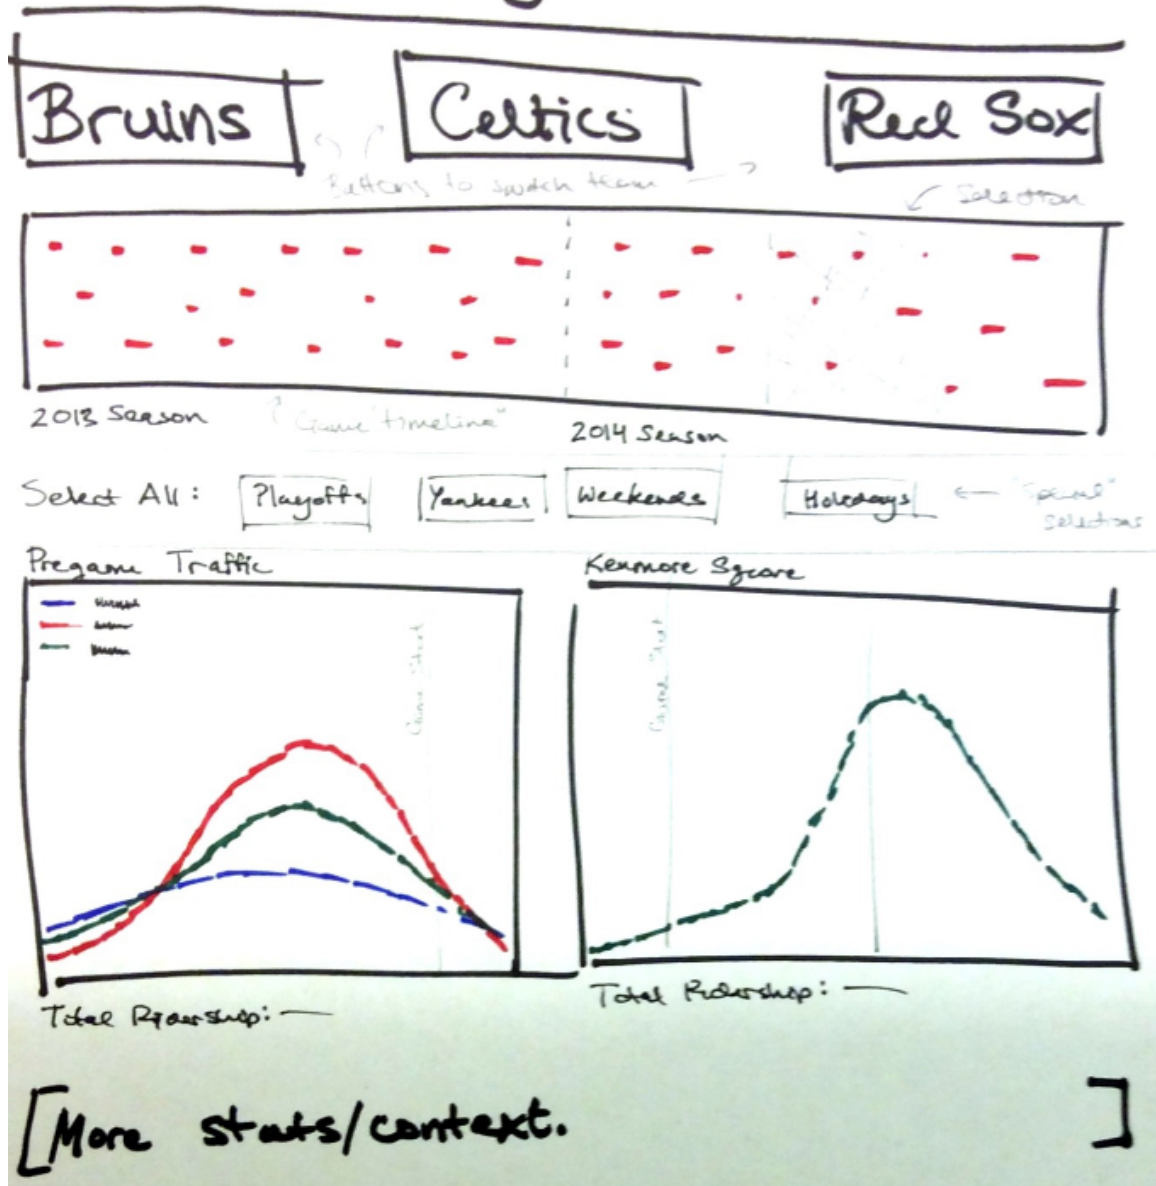 Bruins
Celtics
Red Sox
Buttons to switch team
Selection
2013 Season
Game "timeline"
2014 Season
Select All: Playoffs Yankees Weekends Holidays
"Special"
selections
Pregame Traffic
Kenmore Square
Game Start
Game Start
Total Ridership: —
Total Ridership: —
[More stats/context. ]